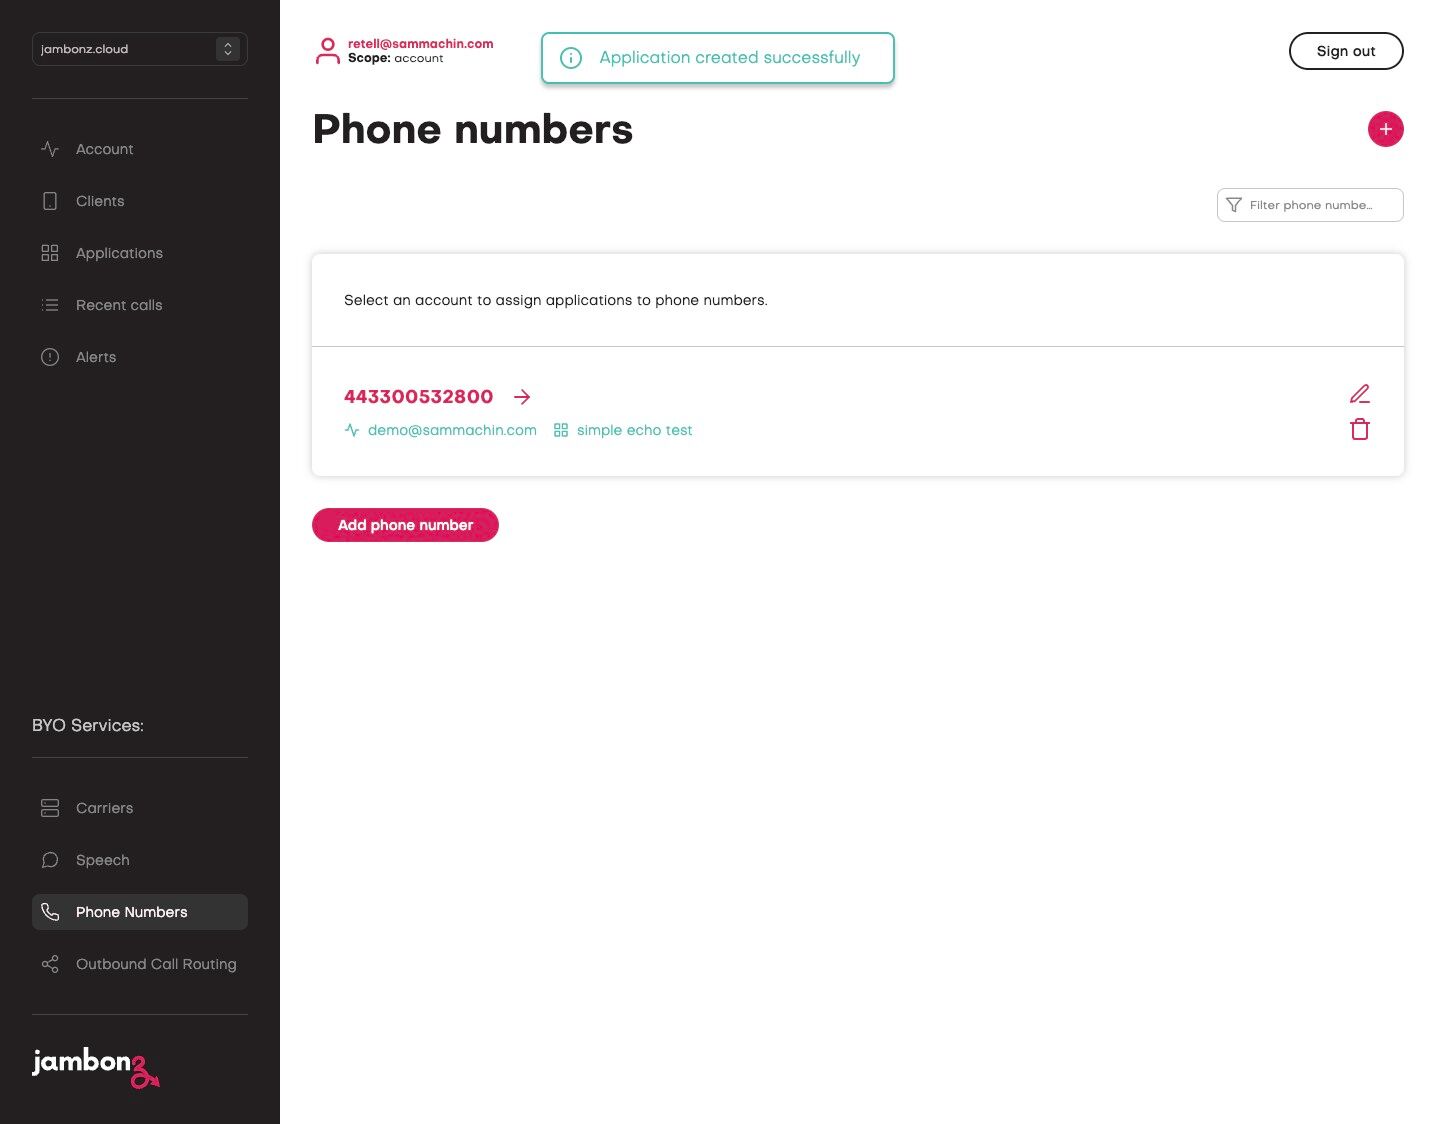 jambonz.cloud
Account
Clients
Applications
Recent calls
Alerts
BYO Services:
Carriers
Speech
Phone Numbers
Outbound Call Routing
jambonz
retell@sammachin.com
Scope: account
Application created successfully
Sign out
Phone numbers
Filter phone numbe...
Select an account to assign applications to phone numbers.
443300532800
demo@sammachin.com simple echo test
Add phone number